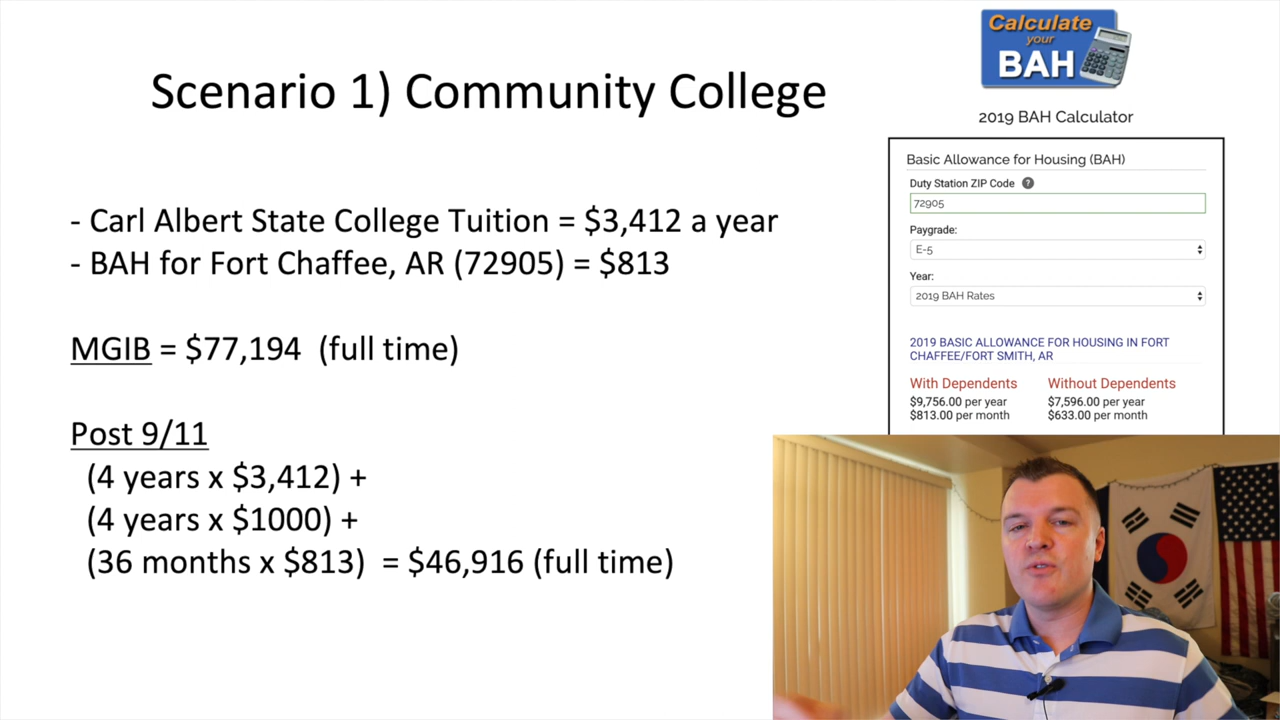 Scenario 1) Community College
- Carl Albert State College Tuition = $3,412 a year
- BAH for Fort Chaffee, AR (72905) = $813
MGIB = $77,194 (full time)
Post 9/11
(4 years x $3,412) +
(4 years x $1000) +
(36 months x $813) = $46,916 (full time)
Calculate
your
BAH
2019 BAH Calculator
Basic Allowance for Housing (BAH)
Duty Station ZIP Code ?
72905
Paygrade:
E-5
Year:
2019 BAH Rates
2019 BASIC ALLOWANCE FOR HOUSING IN FORT
CHAFFEE/FORT SMITH, AR
With Dependents Without Dependents
$9,756.00 per year $7,596.00 per year
$813.00 per month $633.00 per month